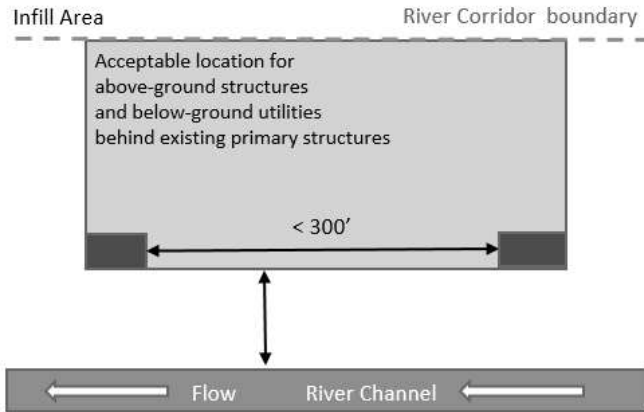 Infill Area
River Corridor boundary
Acceptable location for
above-ground structures
and below-ground utilities
behind existing primary structures
< 300’
Flow
River Channel